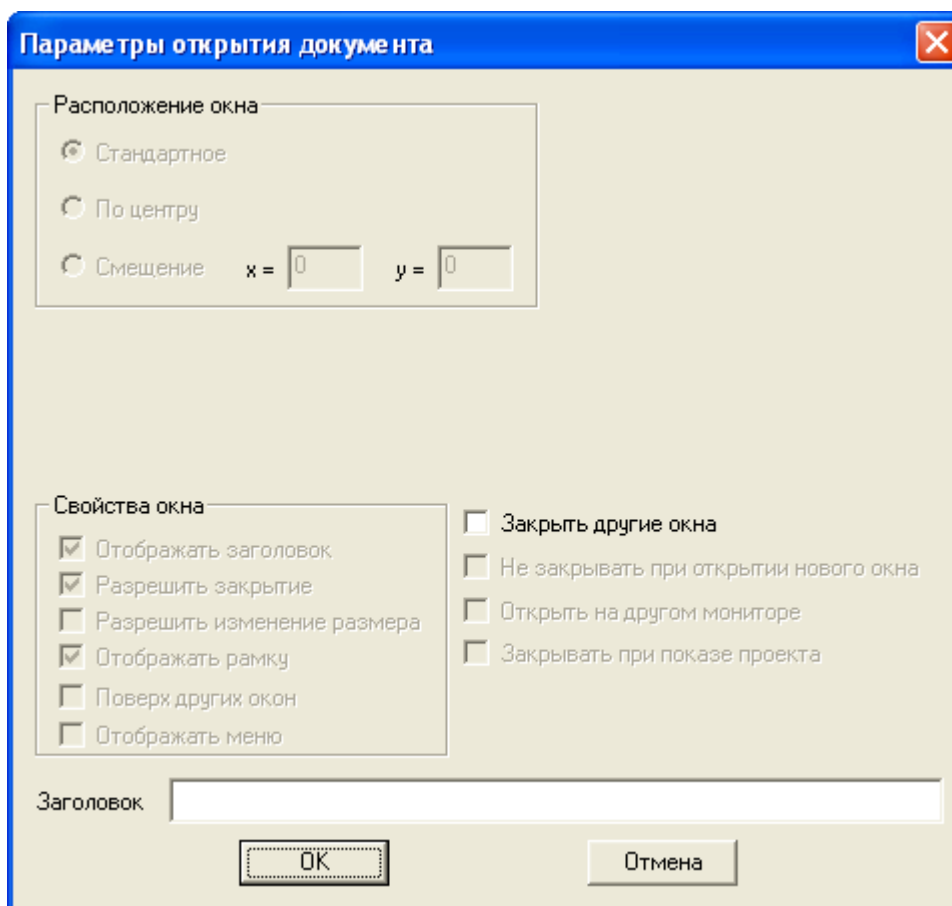 Параметры открытия документа
Расположение окна
Стандартное
По центру
Смещение x = 0 y = 0
Свойства окна
Отображать заголовок
Разрешить закрытие
Разрешить изменение размера
Отображать рамку
Поверх других окон
Отображать меню
Закрыть другие окна
Не закрывать при открытии нового окна
Открыть на другом мониторе
Закрывать при показе проекта
Заголовок
OK Отмена